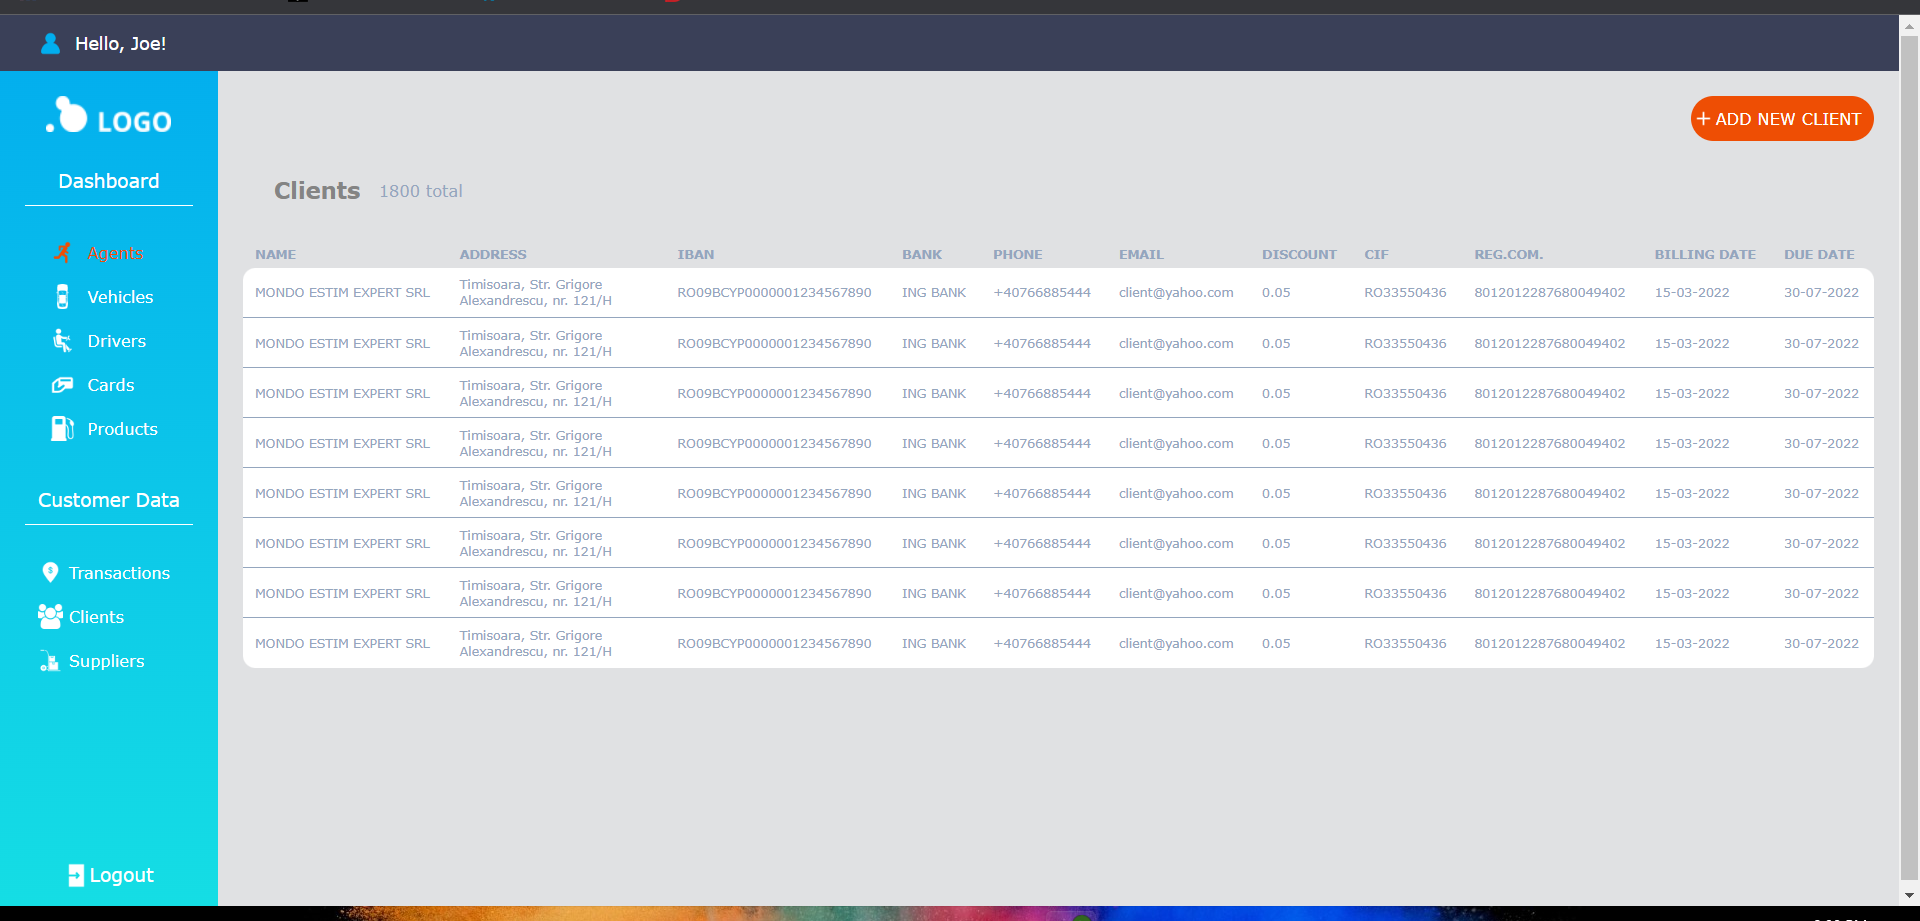 Hello, Joe!
LOGO
Dashboard
Agents
Vehicles
Drivers
Cards
Products
Customer Data
Transactions
Clients
Suppliers
Logout
+ ADD NEW CLIENT
Clients 1800 total
NAME ADDRESS IBAN BANK PHONE EMAIL DISCOUNT CIF REG.COM. BILLING DATE DUE DATE
MONDO ESTIM EXPERT SRL Timisoara, Str. Grigore
Alexandrescu, nr. 121/H RO09BCYP0000001234567890 ING BANK +40766885444 client@yahoo.com 0.05 RO33550436 8012012287680049402 15-03-2022 30-07-2022
MONDO ESTIM EXPERT SRL Timisoara, Str. Grigore
Alexandrescu, nr. 121/H RO09BCYP0000001234567890 ING BANK +40766885444 client@yahoo.com 0.05 RO33550436 8012012287680049402 15-03-2022 30-07-2022
MONDO ESTIM EXPERT SRL Timisoara, Str. Grigore
Alexandrescu, nr. 121/H RO09BCYP0000001234567890 ING BANK +40766885444 client@yahoo.com 0.05 RO33550436 8012012287680049402 15-03-2022 30-07-2022
MONDO ESTIM EXPERT SRL Timisoara, Str. Grigore
Alexandrescu, nr. 121/H RO09BCYP0000001234567890 ING BANK +40766885444 client@yahoo.com 0.05 RO33550436 8012012287680049402 15-03-2022 30-07-2022
MONDO ESTIM EXPERT SRL Timisoara, Str. Grigore
Alexandrescu, nr. 121/H RO09BCYP0000001234567890 ING BANK +40766885444 client@yahoo.com 0.05 RO33550436 8012012287680049402 15-03-2022 30-07-2022
MONDO ESTIM EXPERT SRL Timisoara, Str. Grigore
Alexandrescu, nr. 121/H RO09BCYP0000001234567890 ING BANK +40766885444 client@yahoo.com 0.05 RO33550436 8012012287680049402 15-03-2022 30-07-2022
MONDO ESTIM EXPERT SRL Timisoara, Str. Grigore
Alexandrescu, nr. 121/H RO09BCYP0000001234567890 ING BANK +40766885444 client@yahoo.com 0.05 RO33550436 8012012287680049402 15-03-2022 30-07-2022
MONDO ESTIM EXPERT SRL Timisoara, Str. Grigore
Alexandrescu, nr. 121/H RO09BCYP0000001234567890 ING BANK +40766885444 client@yahoo.com 0.05 RO33550436 8012012287680049402 15-03-2022 30-07-2022